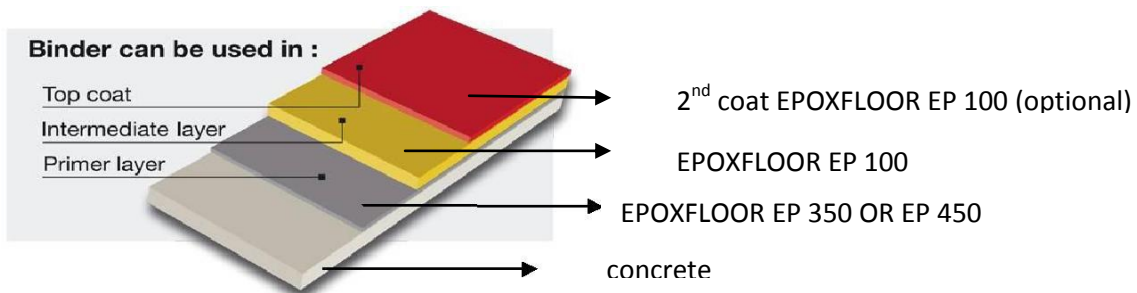 Binder can be used in :
Top coat
Intermediate layer
Primer layer
2nd coat EPOXFLOOR EP 100 (optional)
EPOXFLOOR EP 100
EPOXFLOOR EP 350 OR EP 450
concrete